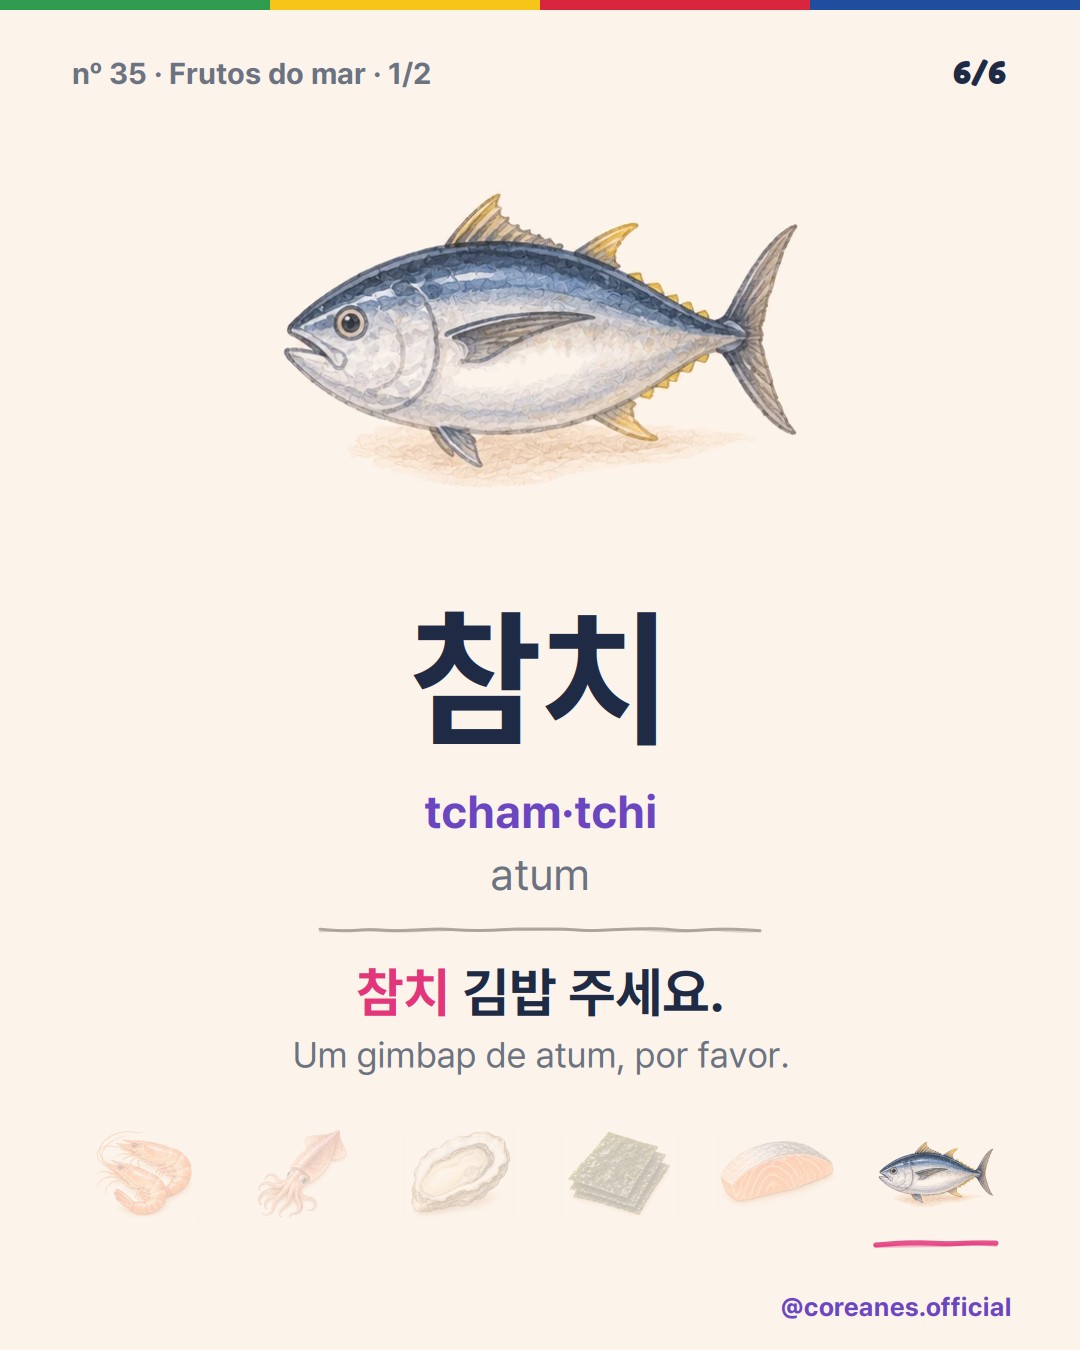 nº 35 · Frutos do mar · 1/2
6/6
참치
tcham·tchi
atum
참치 김밥 주세요.
Um gimbap de atum, por favor.
@coreanes.official